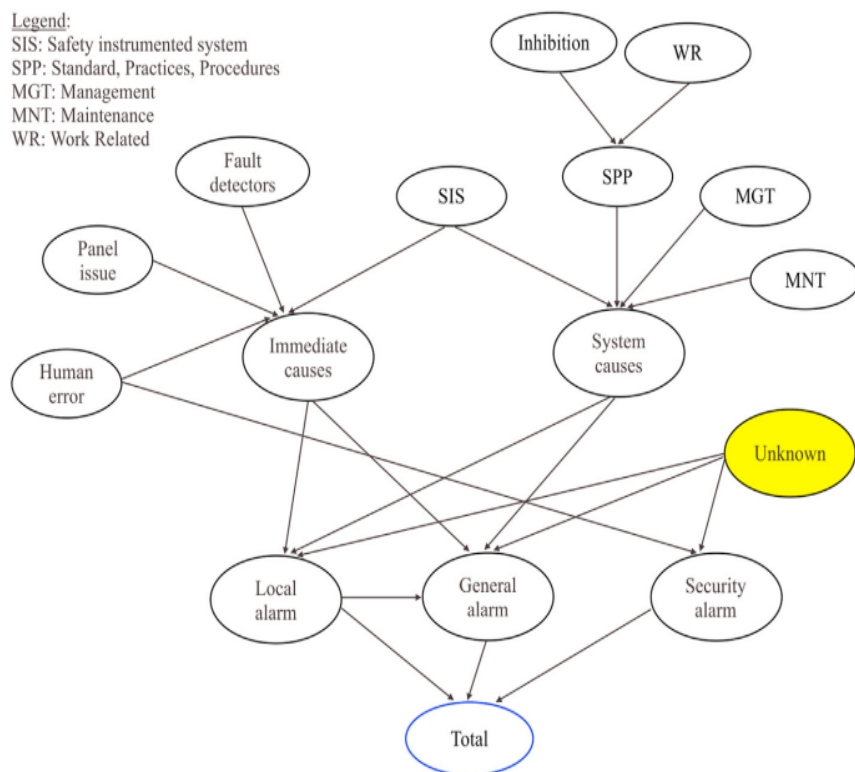 Legend:
SIS: Safety instrumented system
SPP: Standard, Practices, Procedures
MGT: Management
MNT: Maintenance
WR: Work Related
Inhibition
WR
Fault
detectors
SIS
SPP
MGT
Panel
issue
MNT
Human
error
Immediate
causes
System
causes
Unknown
Local
alarm
General
alarm
Security
alarm
Total